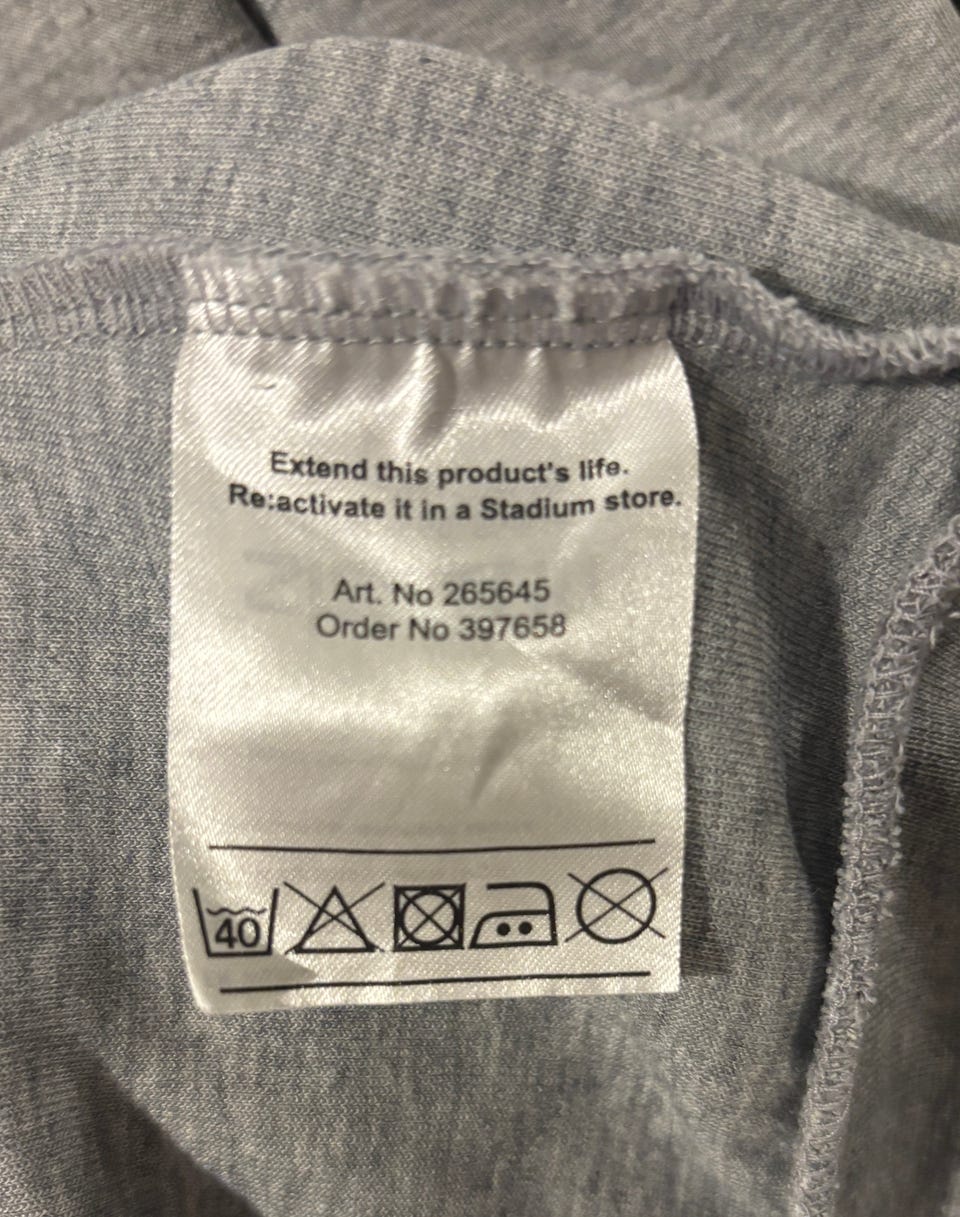 Extend this product's life.
Re:activate it in a Stadium store.
Art. No 265645
Order No 397658
40